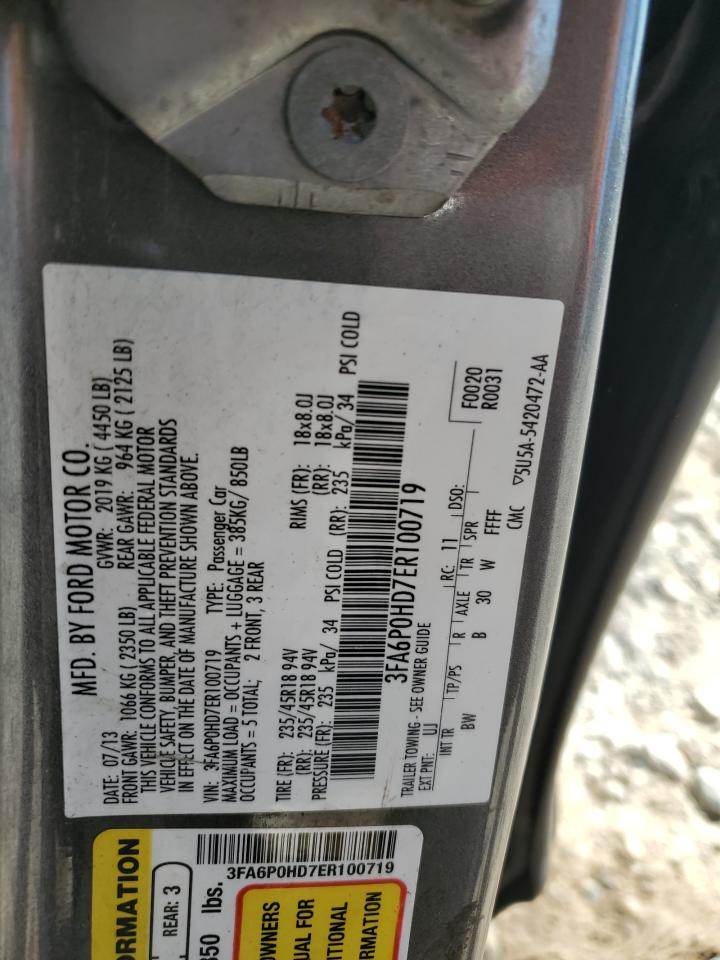 MFD. BY FORD MOTOR CO.
DATE: 07/13 GVWR: 2019 KG ( 4450 LB)
FRONT GAWR: 1066 KG ( 2350 LB) REAR GAWR: 964 KG ( 2125 LB)
THIS VEHICLE CONFORMS TO ALL APPLICABLE FEDERAL MOTOR
VEHICLE SAFETY, BUMPER, AND THEFT PREVENTION STANDARDS
IN EFFECT ON THE DATE OF MANUFACTURE SHOWN ABOVE.
VIN: 3FA6P0HD7ER100719 TYPE: Passenger Car
MAXIMUM LOAD = OCCUPANTS + LUGGAGE = 385KG/ 850LB
OCCUPANTS = 5 TOTAL; 2 FRONT, 3 REAR
TIRE (FR): 235/45R18 94V RIMS (FR): 18x8.0J
(RR): 235/45R18 94V (RR): 18x8.0J
PRESSURE (FR): 235 kPa/ 34 PSI COLD (RR): 235 kPa/ 34 PSI COLD
3FA6P0HD7ER100719
TRAILER TOWING - SEE OWNER GUIDE
EXT PNT: UJ RC: 11 DSO: F0020
R0031
INT TR TP/PS R AXLE TR SPR
BW B 30 W FFFF
CMC ▽5U5A-5420472-AA
ORMATION
REAR: 3
850 lbs.
3FA6P0HD7ER100719
OWNERS
UAL FOR
ITIONAL
RMATION